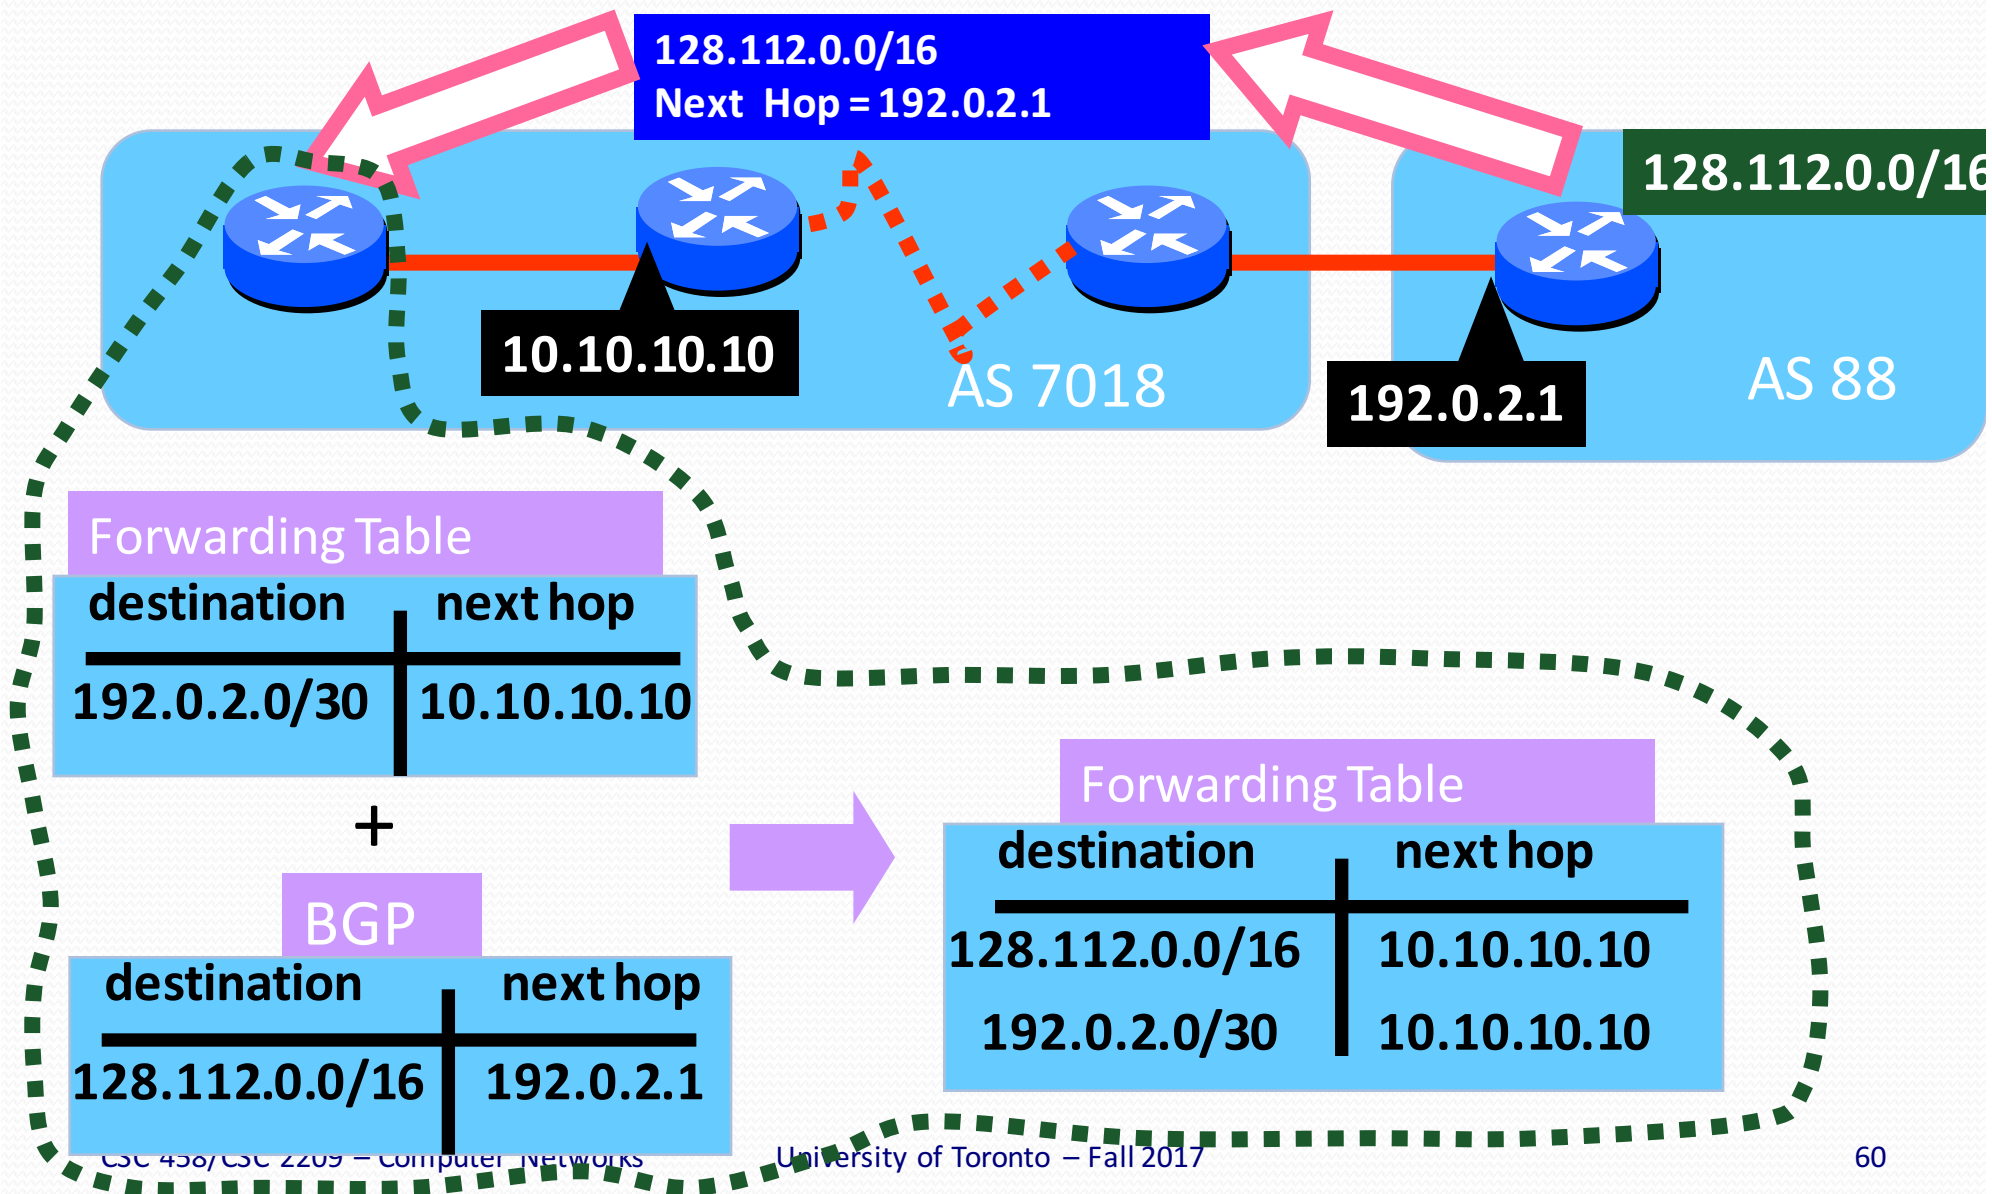 128.112.0.0/16
Next Hop = 192.0.2.1
128.112.0.0/16
10.10.10.10
AS 7018
192.0.2.1
AS 88
Forwarding Table
destination next hop
192.0.2.0/30 10.10.10.10
+
BGP
destination next hop
128.112.0.0/16 192.0.2.1
Forwarding Table
destination next hop
128.112.0.0/16 10.10.10.10
192.0.2.0/30 10.10.10.10
CSC 458/CSC 2209 – Computer Networks University of Toronto – Fall 2017 60